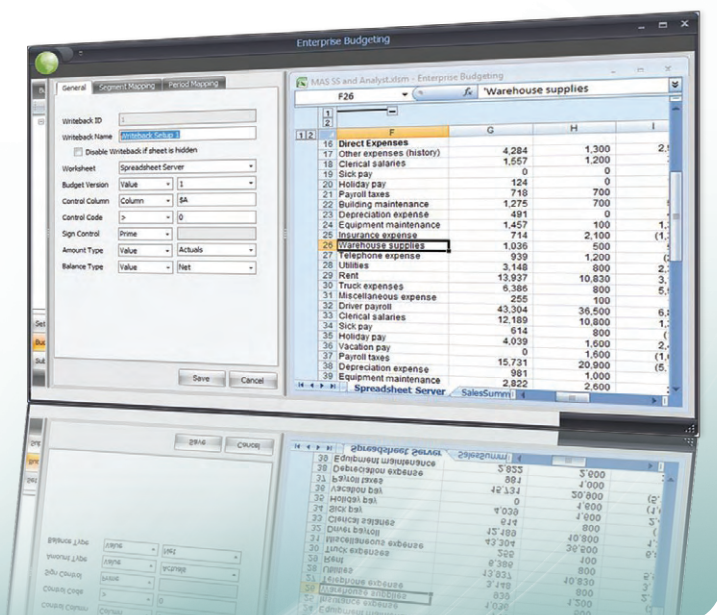 Enterprise Budgeting
General Segment Mapping Period Mapping
Writeback ID 1
Writeback Name Writeback Setup 1
Disable Writeback if sheet is hidden
Worksheet Spreadsheet Server
Budget Version Value 1
Control Column Column $A
Control Code > 0
Sign Control Prime
Amount Type Value Actuals
Balance Type Value Net
Save Cancel
MAS SS and Analyst.xlsm - Enterprise Budgeting
F26 fx 'Warehouse supplies
1
2
1 2 F G H I
16 Direct Expenses
17 Other expenses (history) 4,284 1,300
18 Clerical salaries 1,557 1,200
19 Sick pay 0 0
20 Holiday pay 124 0
21 Payroll taxes 718 700
22 Building maintenance 1,275 700
23 Depreciation expense 491 0
24 Equipment maintenance 1,457 100
25 Insurance expense 714 2,100
26 Warehouse supplies 1,036 500
27 Telephone expense 939 1,200
28 Utilities 3,148 800
29 Rent 13,937 10,830
30 Truck expenses 6,386 800
31 Miscellaneous expense 255 100
32 Driver payroll 43,304 36,500
33 Clerical salaries 12,189 10,800
34 Sick pay 614 800
35 Holiday pay 4,039 1,600
36 Vacation pay 0 1,600
37 Payroll taxes 15,731 20,900
38 Depreciation expense 981 1,000
39 Equipment maintenance 2,822 2,600
Spreadsheet Server SalesSummi